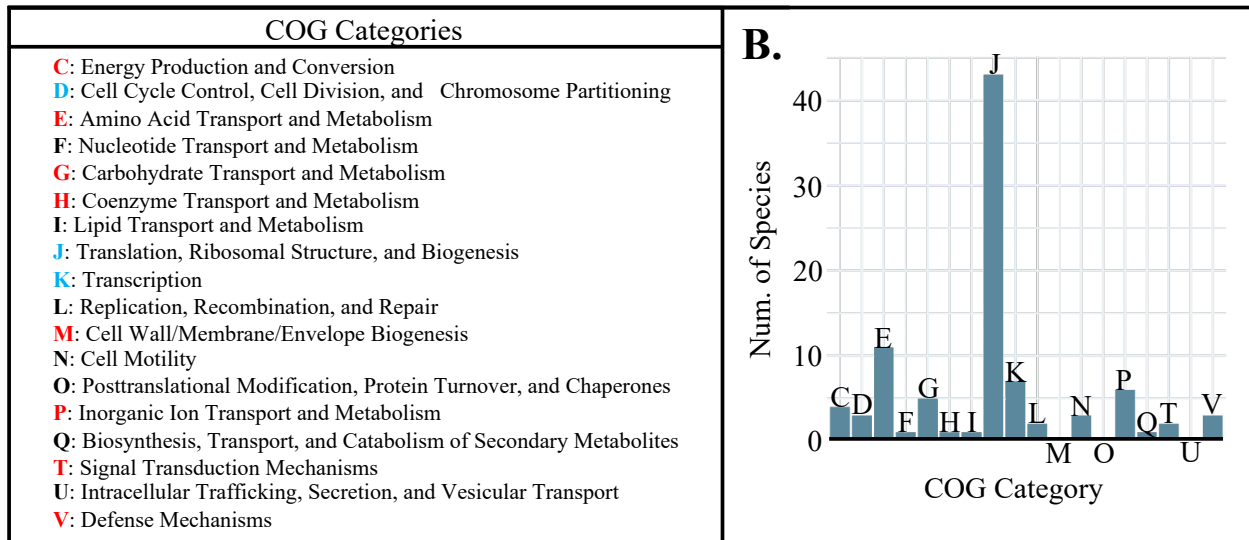 COG Categories
C: Energy Production and Conversion
D: Cell Cycle Control, Cell Division, and Chromosome Partitioning
E: Amino Acid Transport and Metabolism
F: Nucleotide Transport and Metabolism
G: Carbohydrate Transport and Metabolism
H: Coenzyme Transport and Metabolism
I: Lipid Transport and Metabolism
J: Translation, Ribosomal Structure, and Biogenesis
K: Transcription
L: Replication, Recombination, and Repair
M: Cell Wall/Membrane/Envelope Biogenesis
N: Cell Motility
O: Posttranslational Modification, Protein Turnover, and Chaperones
P: Inorganic Ion Transport and Metabolism
Q: Biosynthesis, Transport, and Catabolism of Secondary Metabolites
T: Signal Transduction Mechanisms
U: Intracellular Trafficking, Secretion, and Vesicular Transport
V: Defense Mechanisms
B.
Num. of Species
40
30
20
10
0
C D E F G H I J K L M N O P Q T U V
COG Category